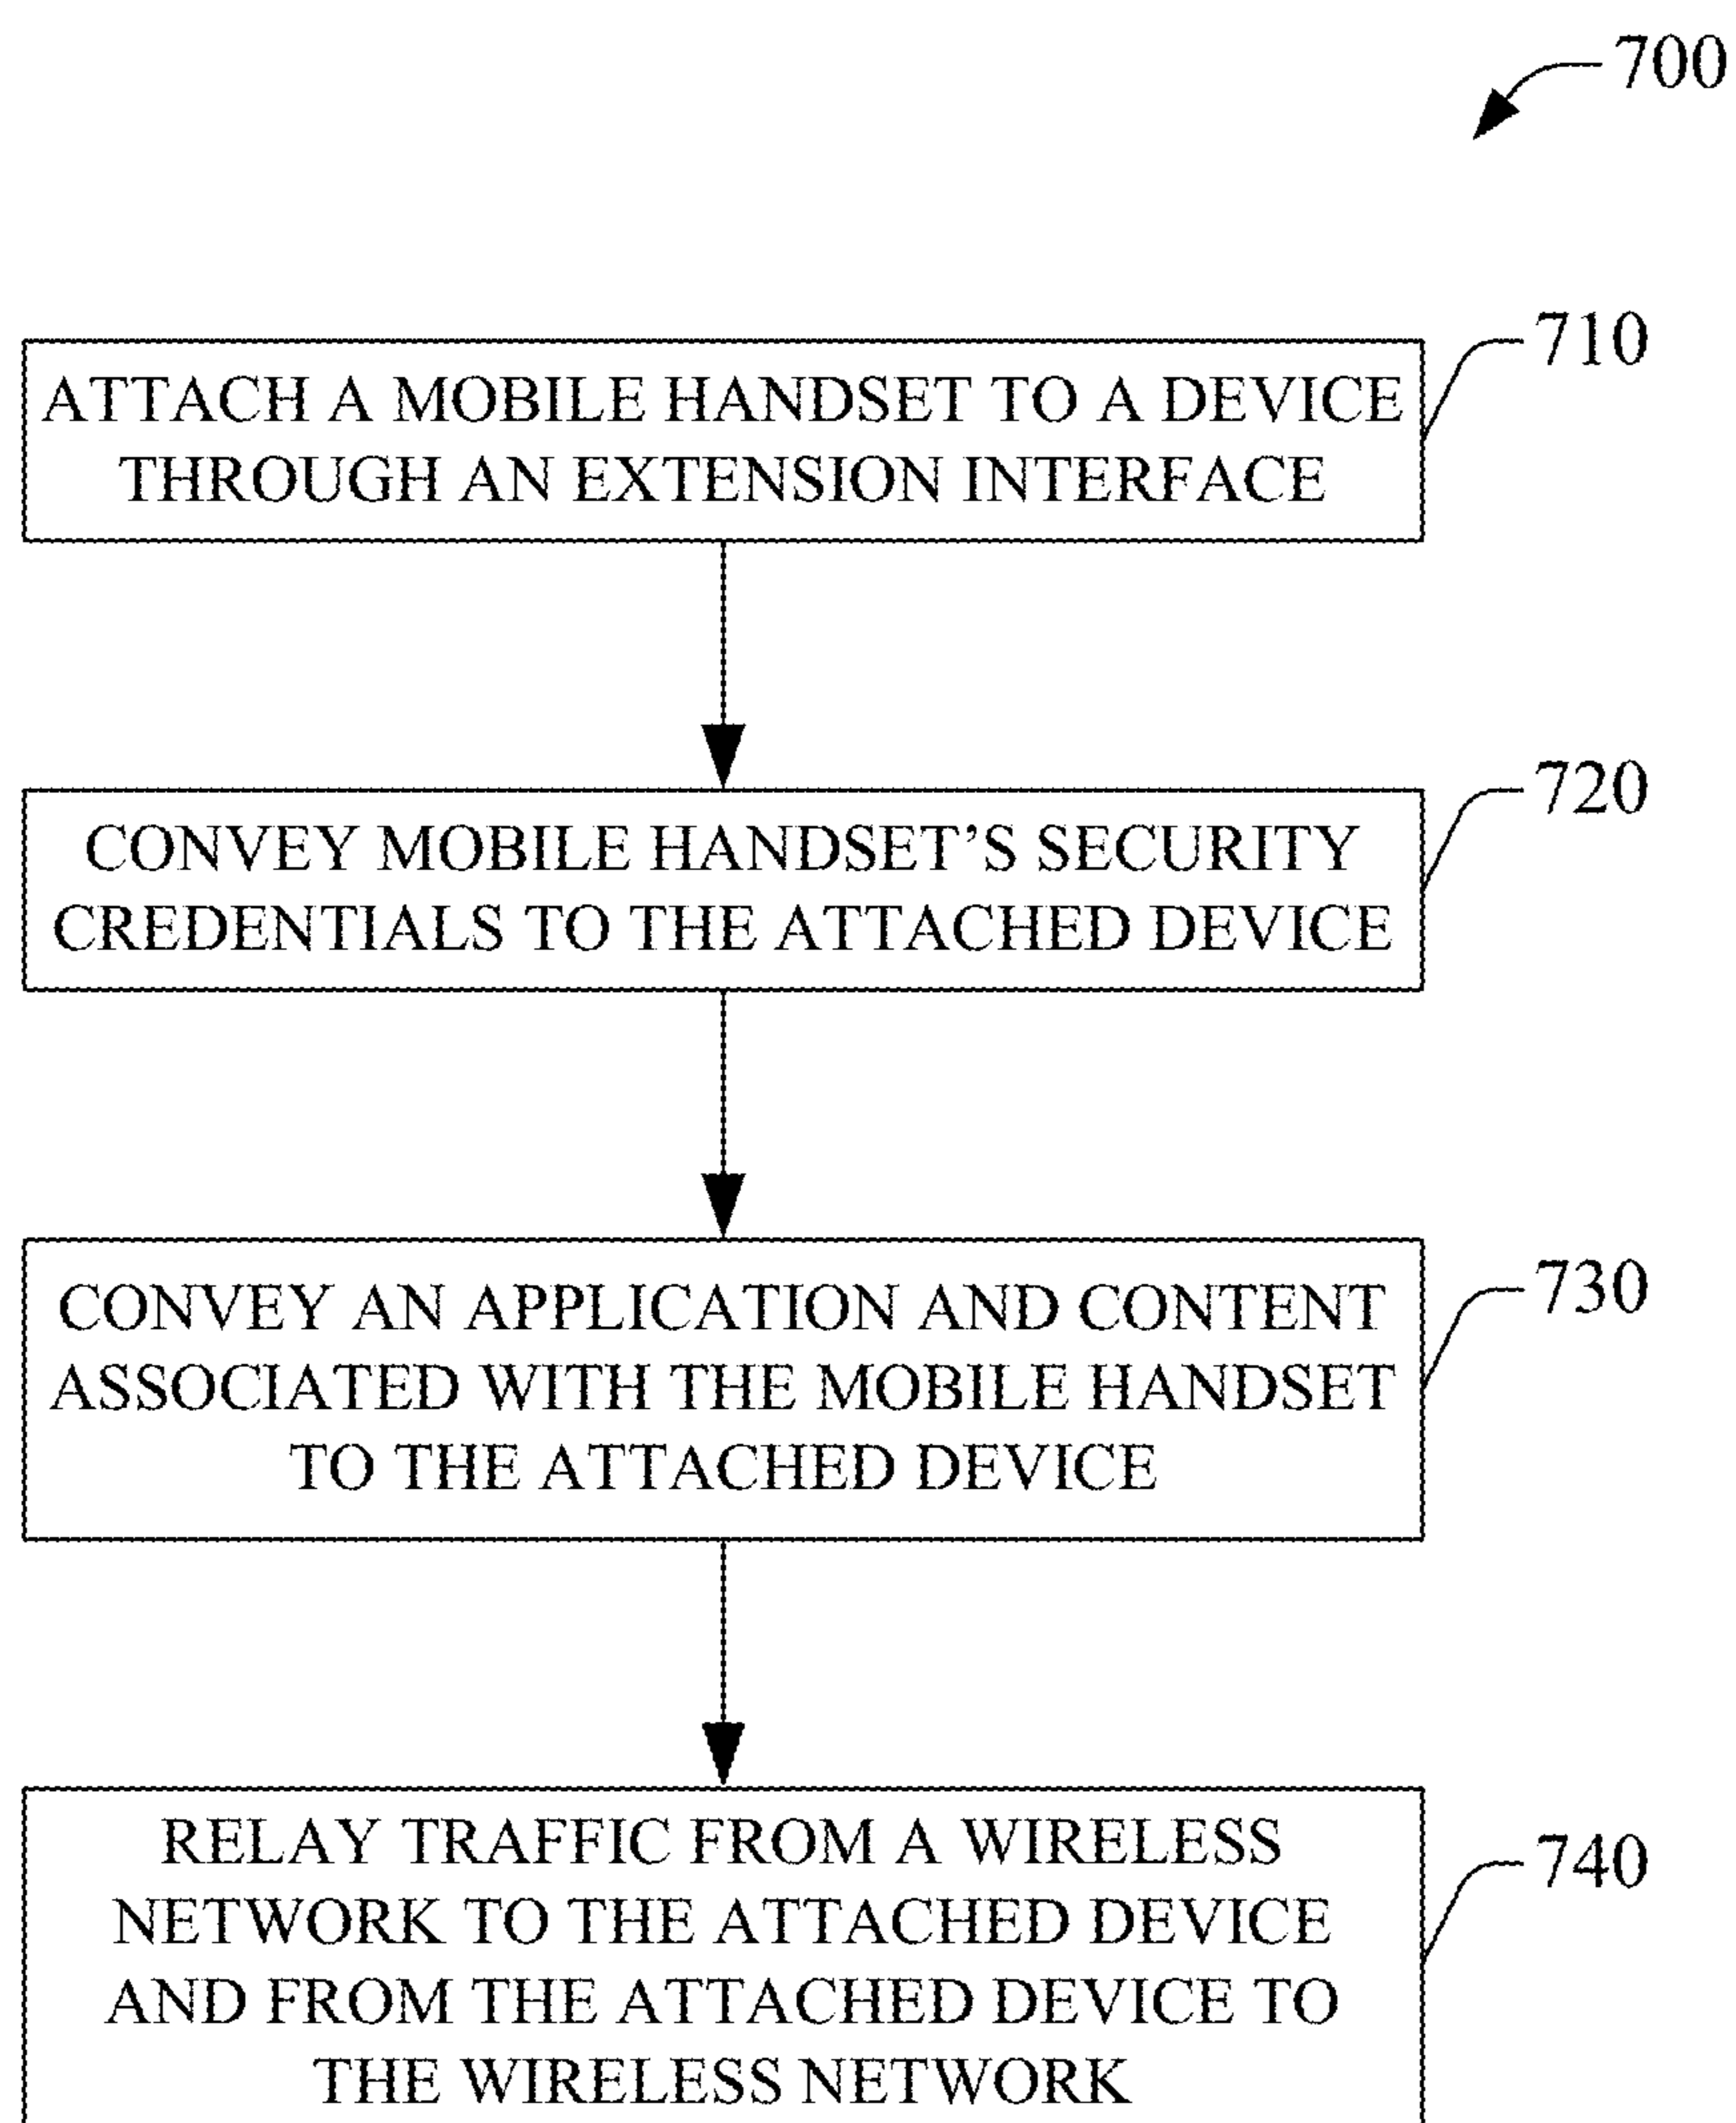 700
710
ATTACH A MOBILE HANDSET TO A DEVICE
THROUGH AN EXTENSION INTERFACE
720
CONVEY MOBILE HANDSET’S SECURITY
CREDENTIALS TO THE ATTACHED DEVICE
730
CONVEY AN APPLICATION AND CONTENT
ASSOCIATED WITH THE MOBILE HANDSET
TO THE ATTACHED DEVICE
740
RELAY TRAFFIC FROM A WIRELESS
NETWORK TO THE ATTACHED DEVICE
AND FROM THE ATTACHED DEVICE TO
THE WIRELESS NETWORK